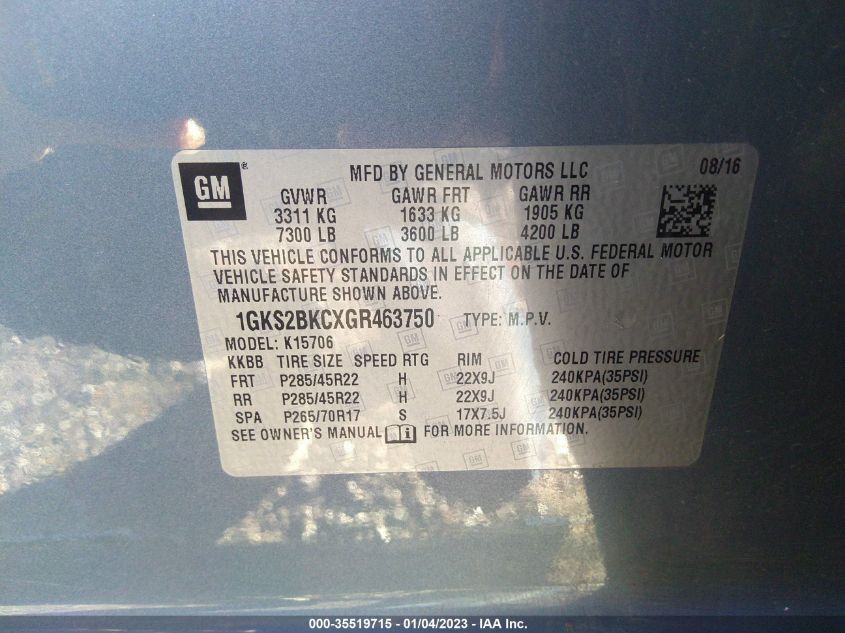 GM ®
MFD BY GENERAL MOTORS LLC 08/16
GVWR GAWR FRT GAWR RR
3311 KG 1633 KG 1905 KG
7300 LB 3600 LB 4200 LB
THIS VEHICLE CONFORMS TO ALL APPLICABLE U.S. FEDERAL MOTOR
VEHICLE SAFETY STANDARDS IN EFFECT ON THE DATE OF
MANUFACTURE SHOWN ABOVE.
1GKS2BKCXGR463750 TYPE: M.P.V.
MODEL: K15706
KKBB TIRE SIZE SPEED RTG RIM COLD TIRE PRESSURE
FRT P285/45R22 H 22X9J 240KPA(35PSI)
RR P285/45R22 H 22X9J 240KPA(35PSI)
SPA P265/70R17 S 17X7.5J 240KPA(35PSI)
SEE OWNER'S MANUAL FOR MORE INFORMATION.
000-35519715 - 01/04/2023 - IAA Inc.